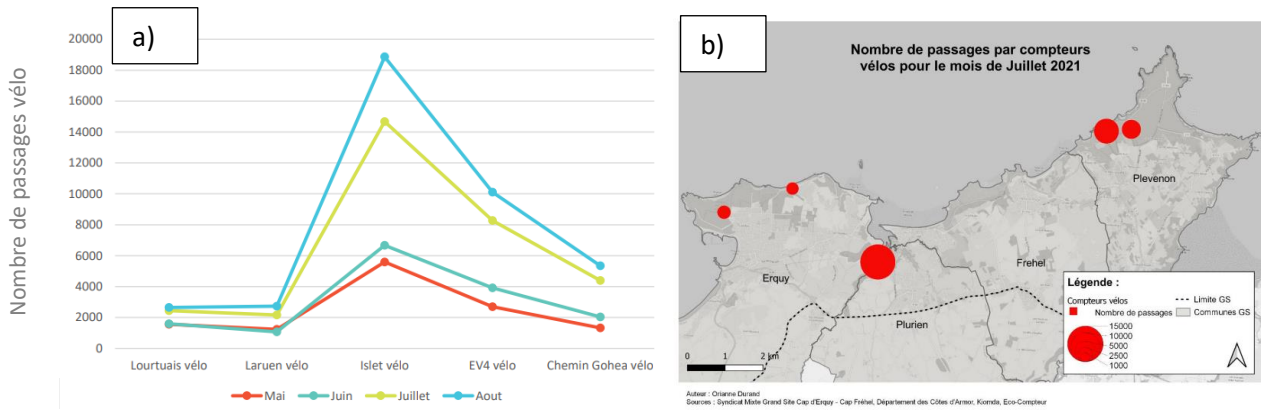 a)
Nombre de passages vélo
20000
18000
16000
14000
12000
10000
8000
6000
4000
2000
0
Lourtuais vélo
Laruen vélo
Islet vélo
EV4 vélo
Chemin Gohea vélo
Mai
Juin
Juillet
Aout
b)
Nombre de passages par compteurs
vélos pour le mois de Juillet 2021
Plevenon
Frehel
Erquy
Plurien
Légende :
Compteurs vélos
Nombre de passages
15000
10000
5000
2500
1000
Limite GS
Communes GS
0 1 2 km
Auteur : Orianne Durand
Sources : Syndicat Mixte Grand Site Cap d'Erquy - Cap Fréhel, Département des Côtes d'Armor, Kiomda, Eco-Compteur